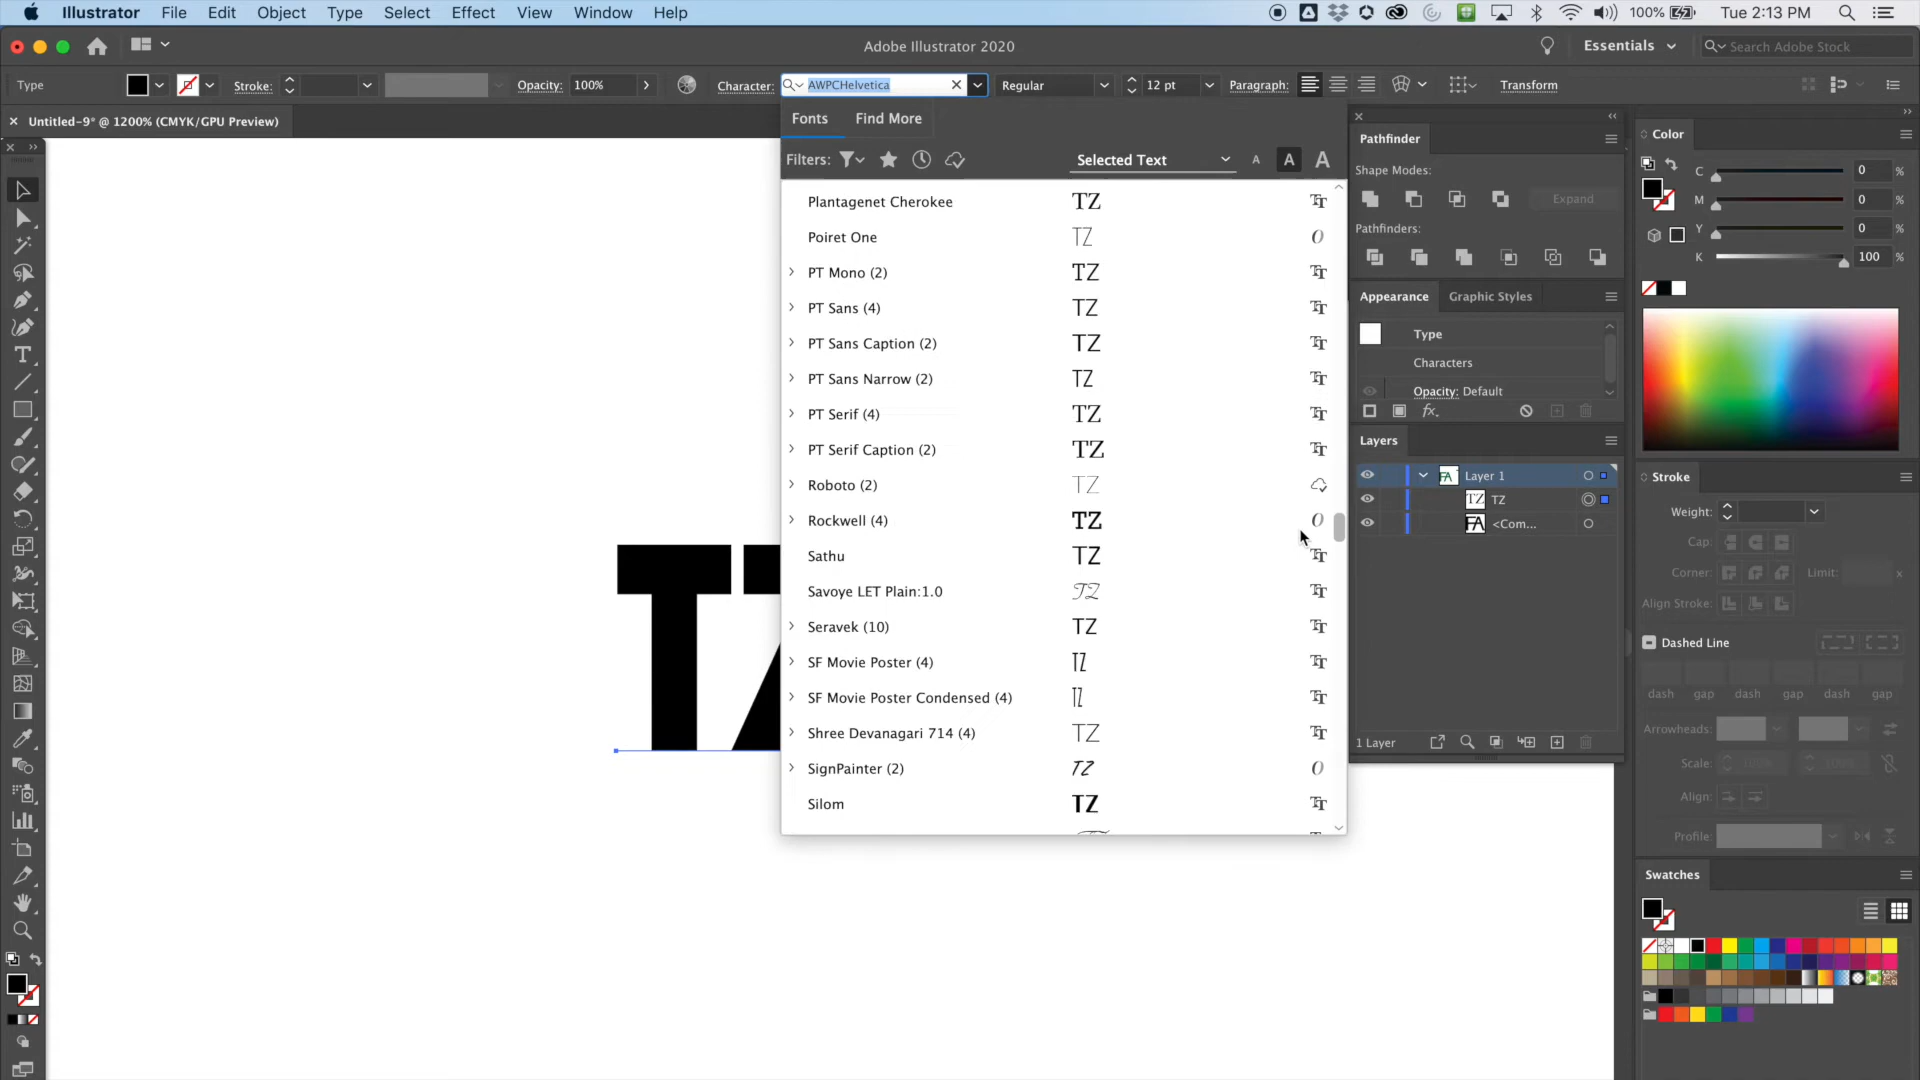 Illustrator File Edit Object Type Select Effect View Window Help 100% Tue 2:13 PM
Adobe Illustrator 2020 Essentials Search Adobe Stock
Type Stroke: Opacity: 100% Character: AWPCHelvetica Regular 12 pt Paragraph: Transform
Untitled-9* @ 1200% (CMYK/GPU Preview)
Fonts Find More
Filters: Selected Text A A A
Plantagenet Cherokee TZ
Poiret One TZ
PT Mono (2) TZ
PT Sans (4) TZ
PT Sans Caption (2) TZ
PT Sans Narrow (2) TZ
PT Serif (4) TZ
PT Serif Caption (2) TZ
Roboto (2) TZ
Rockwell (4) TZ
Sathu TZ
Savoye LET Plain:1.0 TZ
Seravek (10) TZ
SF Movie Poster (4) TZ
SF Movie Poster Condensed (4) TZ
Shree Devanagari 714 (4) TZ
SignPainter (2) TZ
Silom TZ
TZ
Pathfinder
Shape Modes:
Expand
Pathfinders:
Appearance Graphic Styles
Type
Characters
Opacity: Default
fx
Layers
Layer 1
TZ TZ
FA <Com...
1 Layer
Color
C 0 %
M 0 %
Y 0 %
K 100 %
Stroke
Weight:
Cap:
Corner: Limit: x
Align Stroke:
Dashed Line
dash gap dash gap dash gap
Arrowheads:
Scale: 100% 100%
Align:
Profile:
Swatches